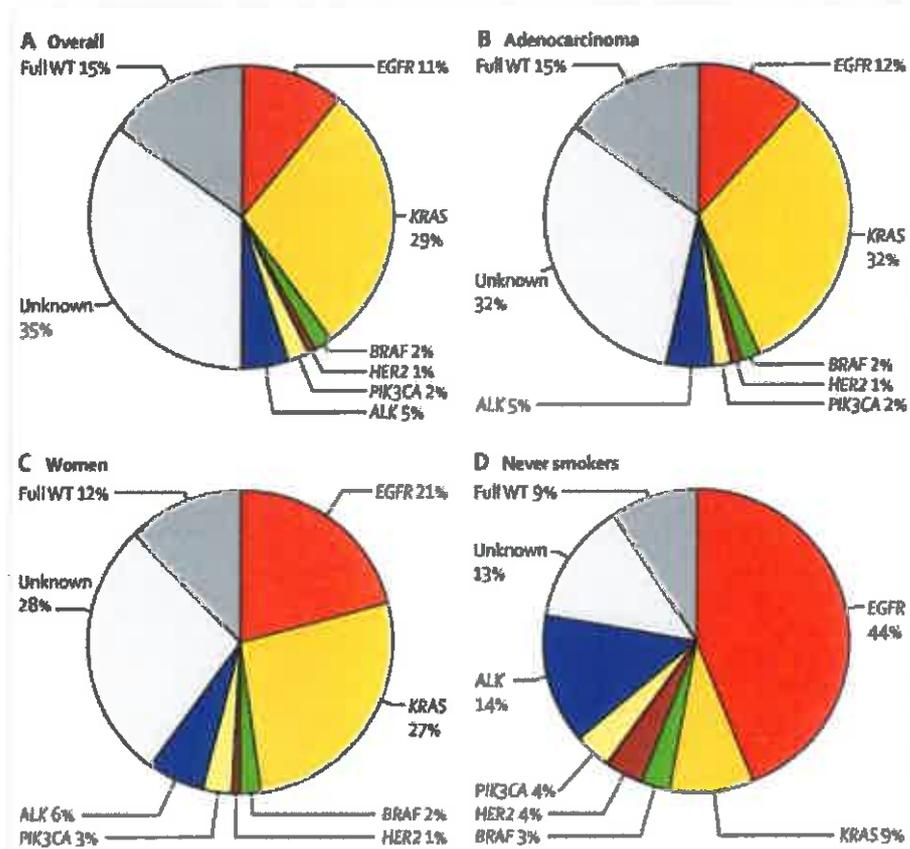 A Overall
Full WT 15%
EGFR 11%
KRAS
29%
Unknown
35%
BRAF 2%
HER2 1%
PIK3CA 2%
ALK 5%
B Adenocarcinoma
Full WT 15%
EGFR 12%
KRAS
32%
Unknown
32%
BRAF 2%
HER2 1%
PIK3CA 2%
ALK 5%
C Women
Full WT 12%
EGFR 21%
Unknown
28%
KRAS
27%
ALK 6%
PIK3CA 3%
BRAF 2%
HER2 1%
D Never smokers
Full WT 9%
Unknown
13%
EGFR
44%
ALK
14%
PIK3CA 4%
HER2 4%
BRAF 3%
KRAS 9%